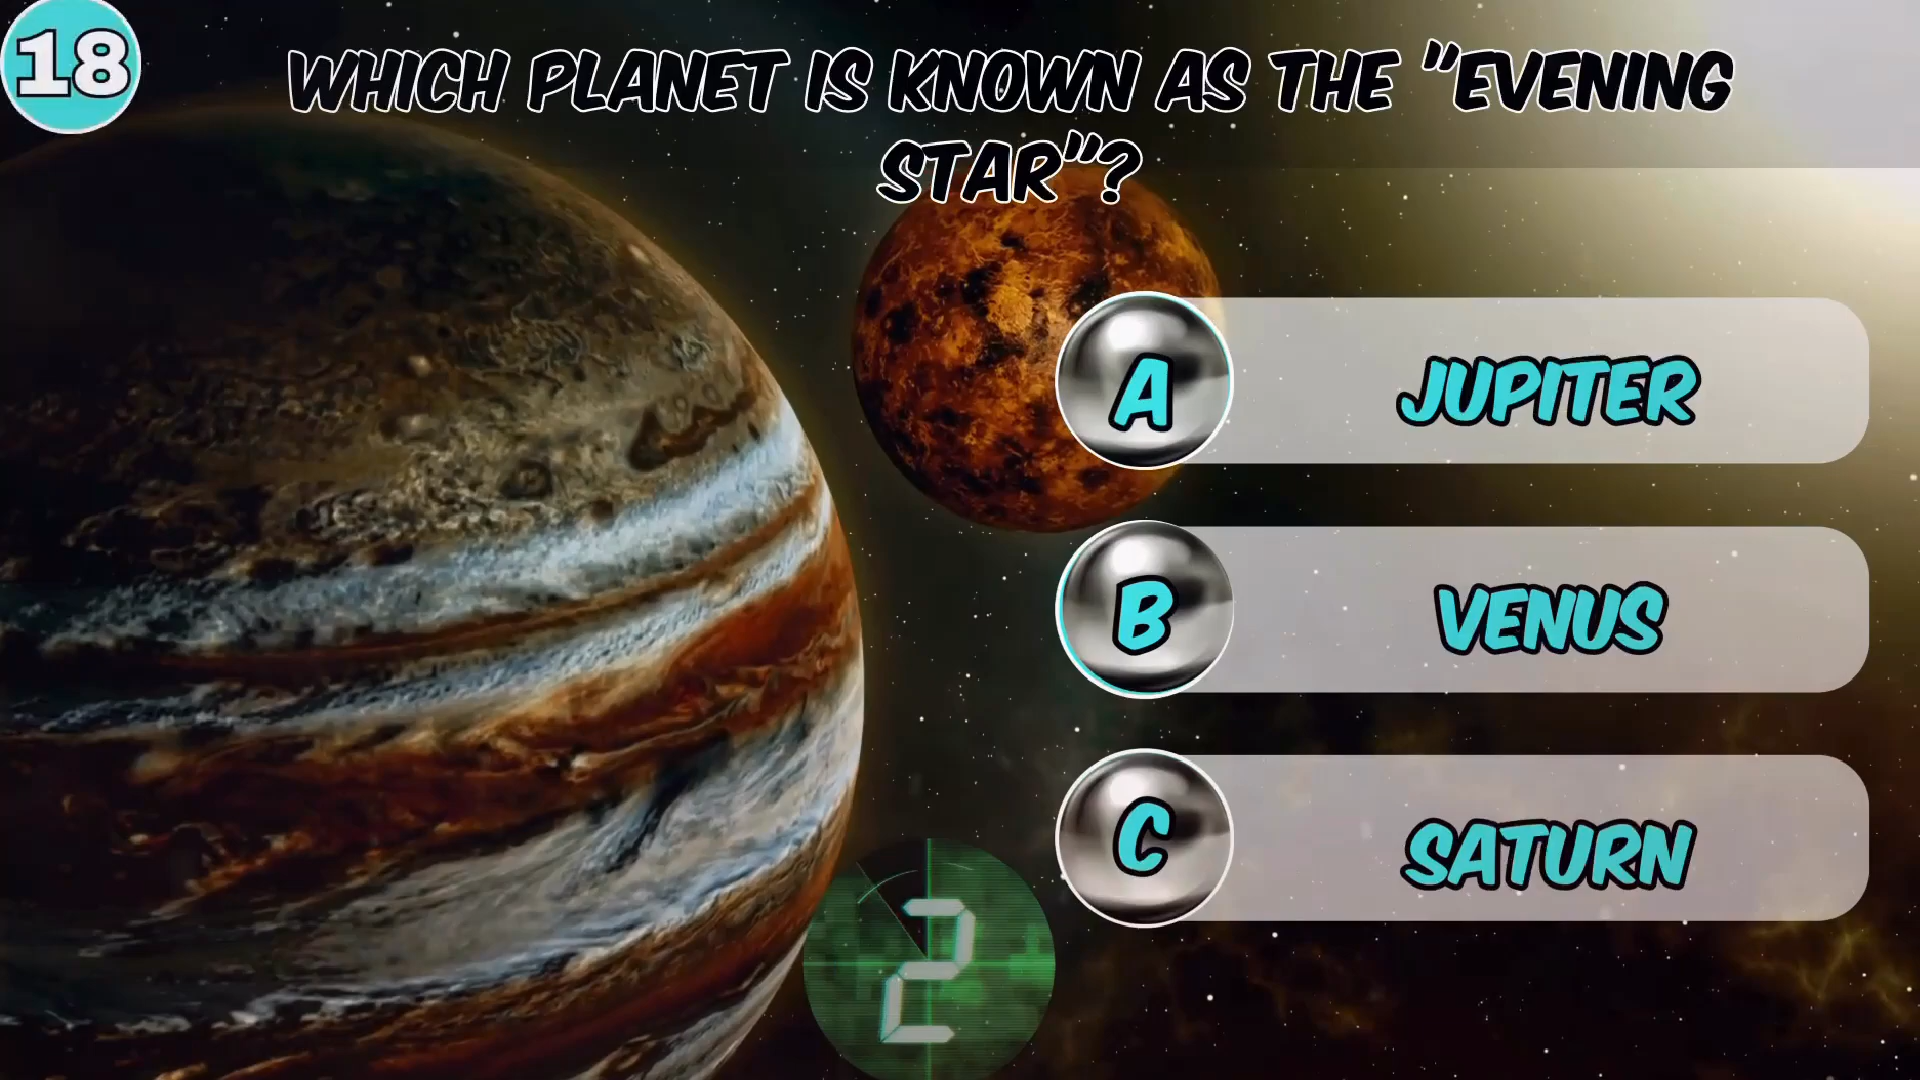 18
WHICH PLANET IS KNOWN AS THE "EVENING
STAR"?
A JUPITER
B VENUS
C SATURN
2